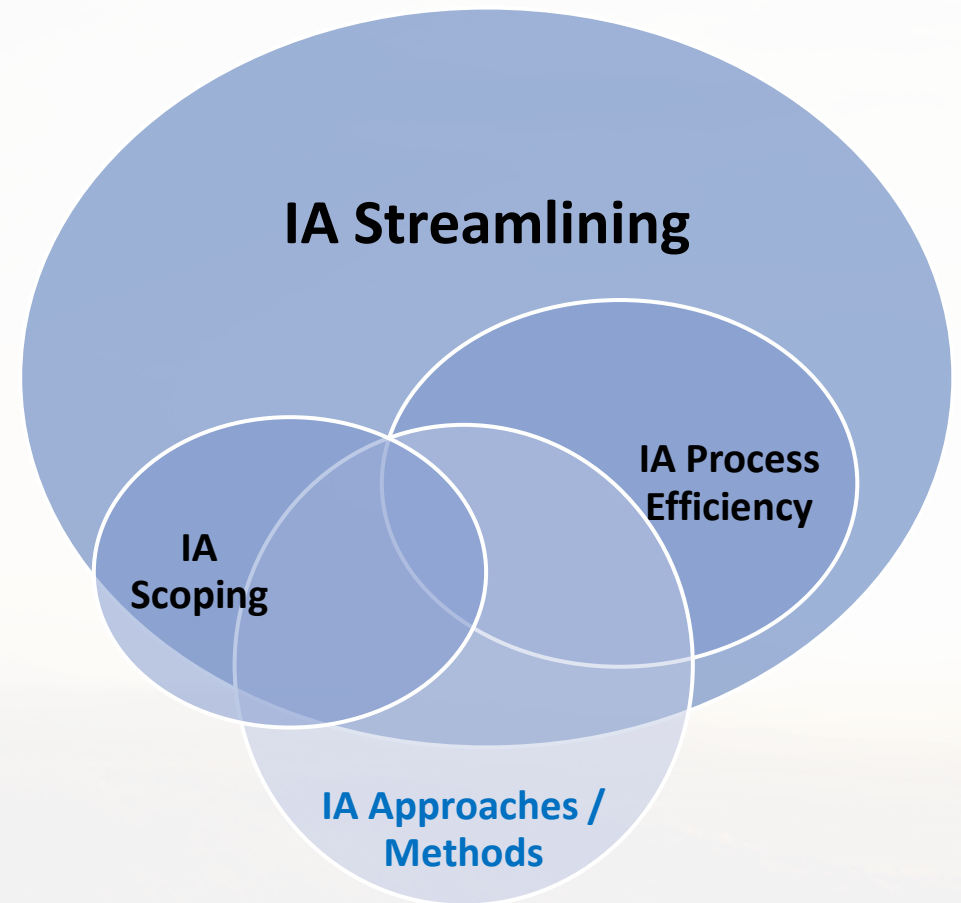 IA Streamlining
IA Process
Efficiency
IA
Scoping
IA Approaches /
Methods